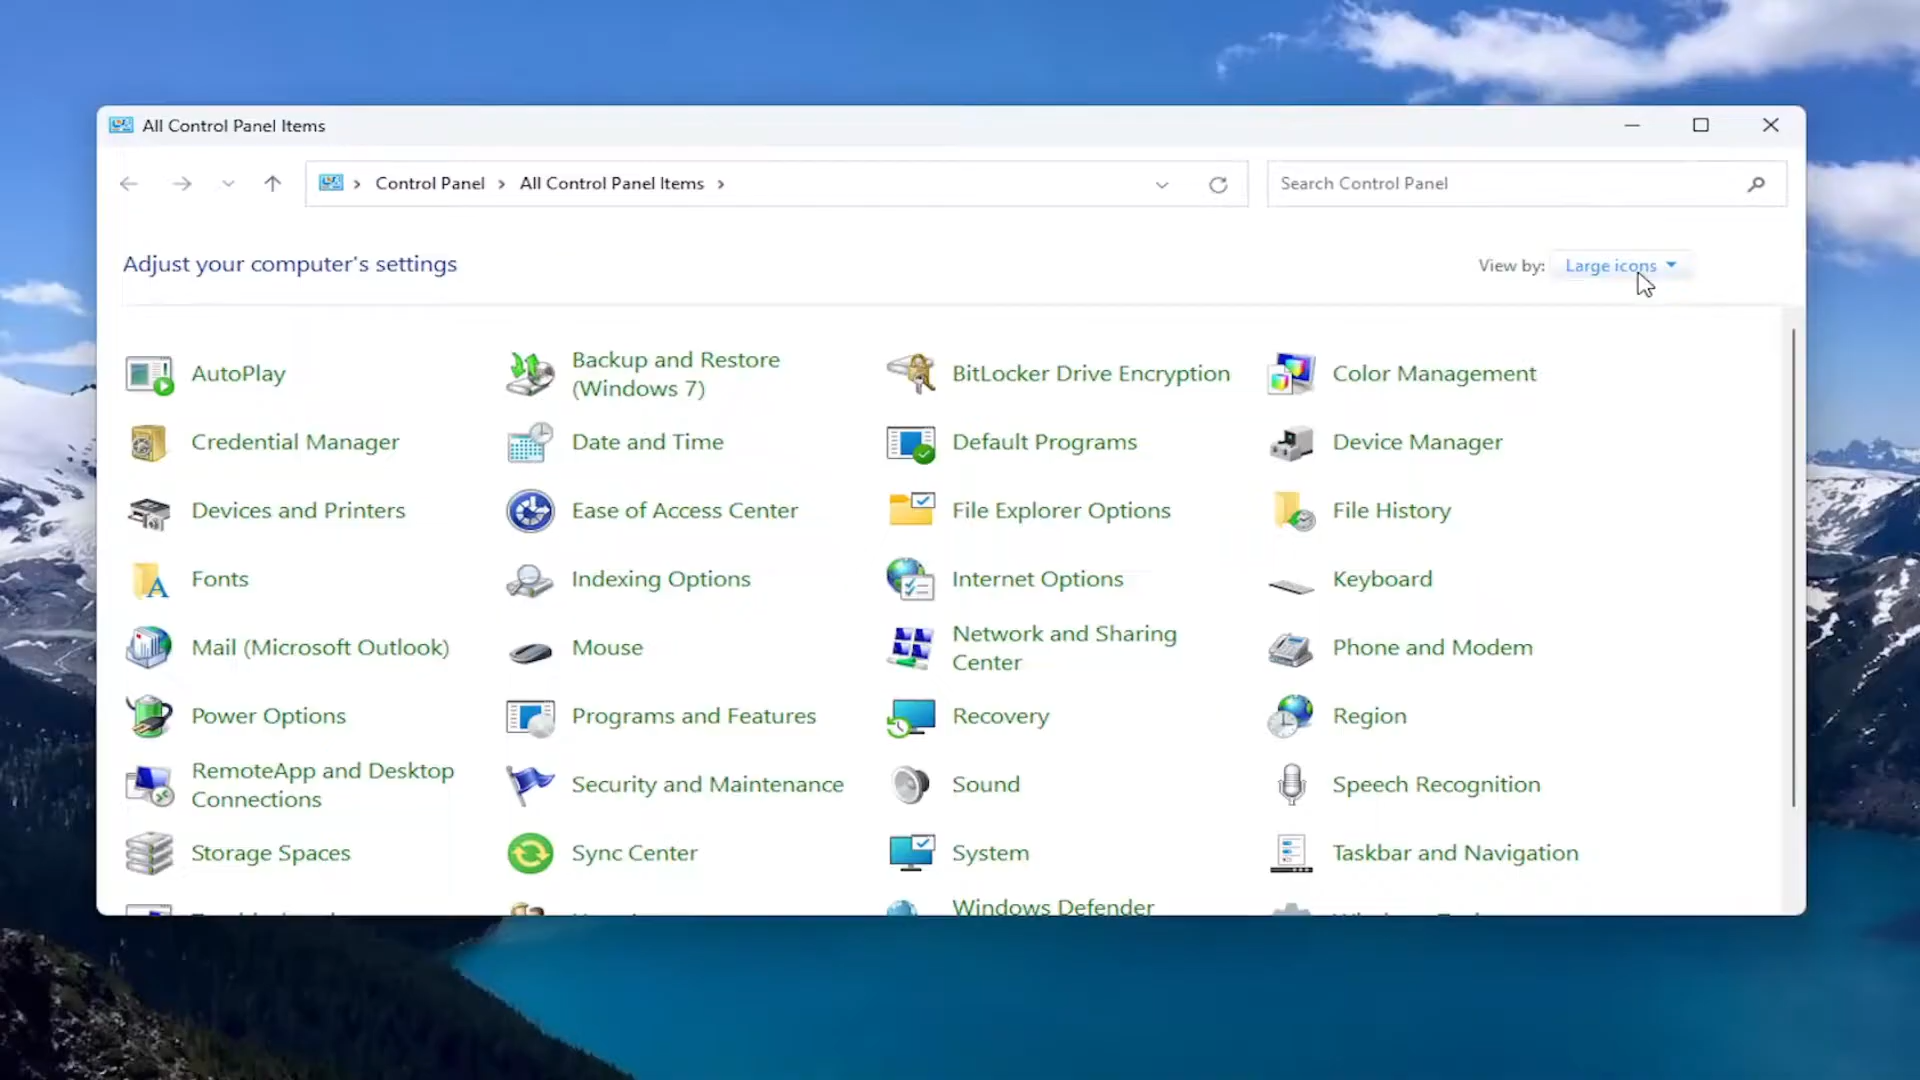 All Control Panel Items
Control Panel All Control Panel Items
Search Control Panel
Adjust your computer's settings
View by: Large icons
AutoPlay
Backup and Restore
(Windows 7)
BitLocker Drive Encryption
Color Management
Credential Manager
Date and Time
Default Programs
Device Manager
Devices and Printers
Ease of Access Center
File Explorer Options
File History
Fonts
Indexing Options
Internet Options
Keyboard
Mail (Microsoft Outlook)
Mouse
Network and Sharing
Center
Phone and Modem
Power Options
Programs and Features
Recovery
Region
RemoteApp and Desktop
Connections
Security and Maintenance
Sound
Speech Recognition
Storage Spaces
Sync Center
System
Taskbar and Navigation
Windows Defender